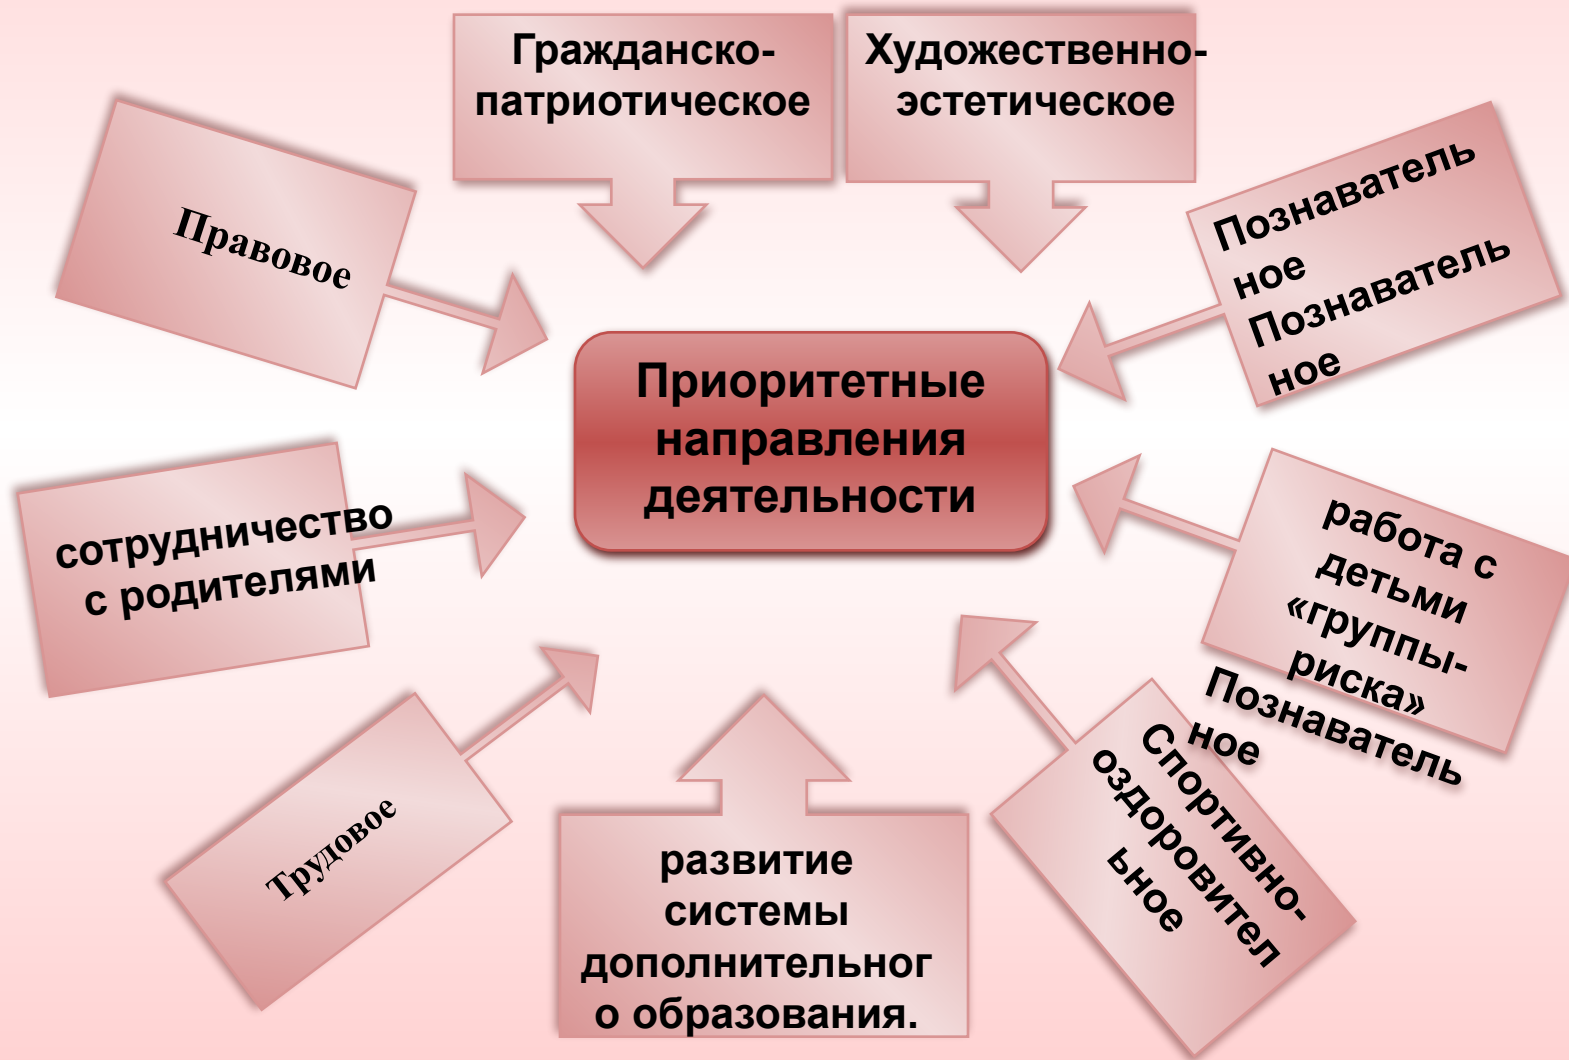 Гражданско-
патриотическое
Художественно-
эстетическое
Правовое
Познаватель
ное
Познаватель
ное
Приоритетные
направления
деятельности
сотрудничество
с родителями
работа с
детьми
«группы-
риска»
Познаватель
ное
Трудовое
развитие
системы
дополнительног
о образования.
Спортивно-
оздоровител
ьное